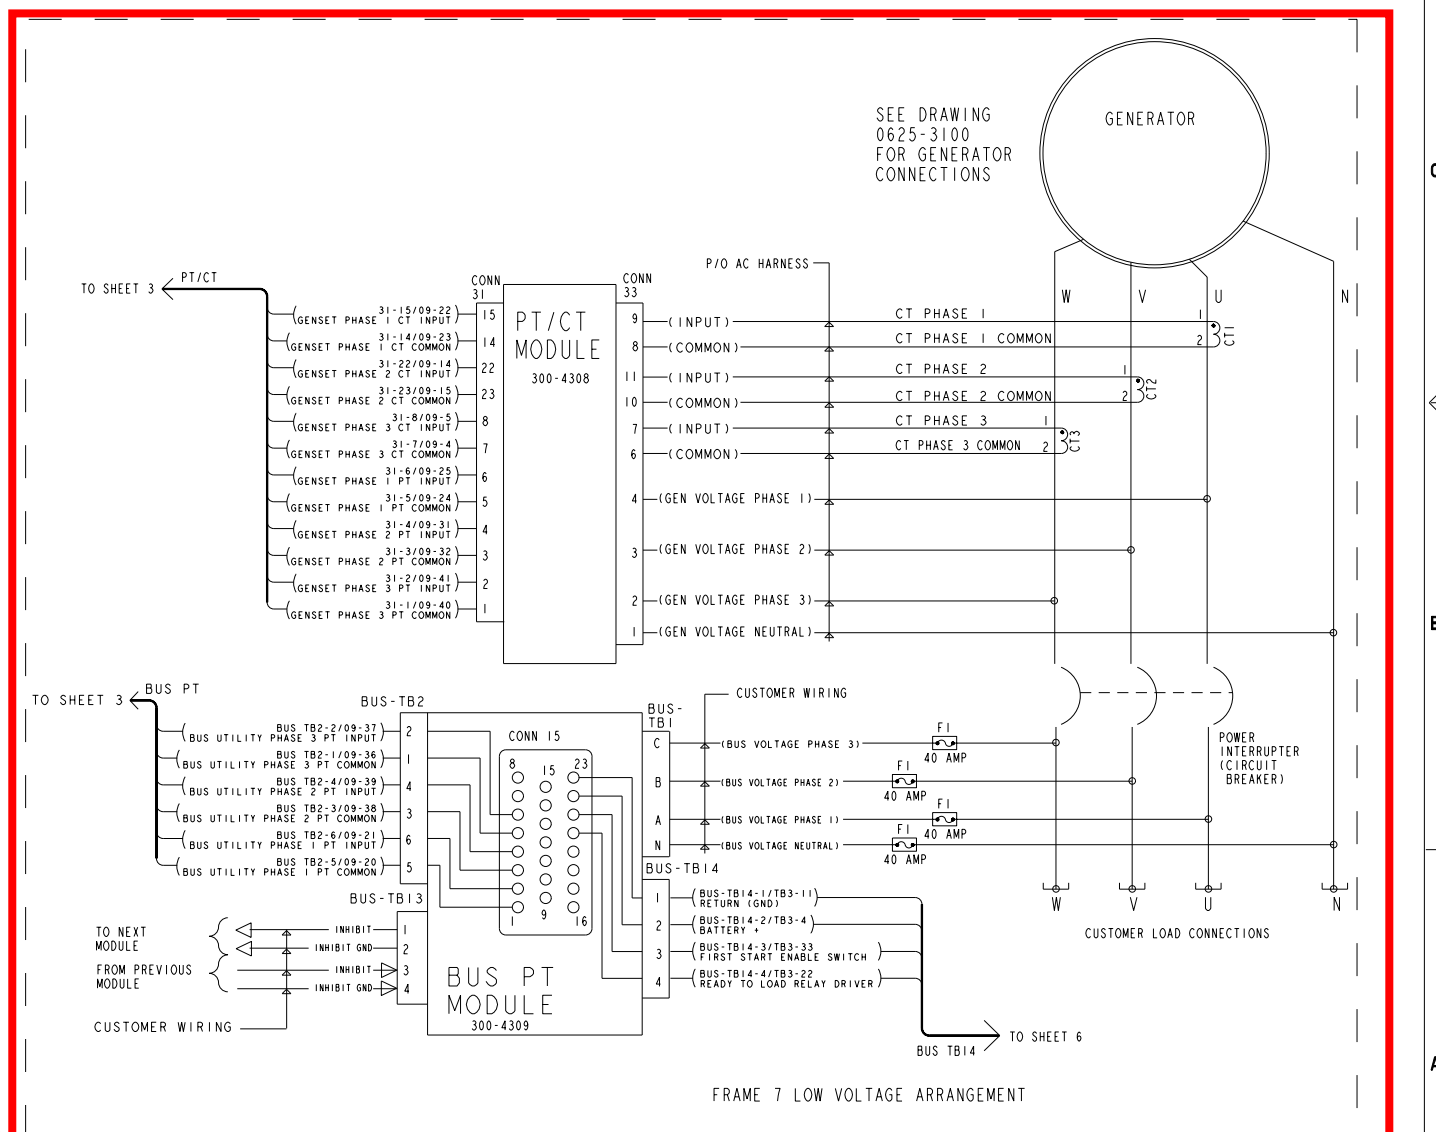 SEE DRAWING
0625-3100
FOR GENERATOR
CONNECTIONS
GENERATOR
C
P/O AC HARNESS
TO SHEET 3
PT/CT
CONN
31
CONN
33
W
V
U
N
PT/CT
MODULE
300-4308
31-15/09-22
GENSET PHASE 1 CT INPUT
15
31-14/09-23
GENSET PHASE 1 CT COMMON
14
31-22/09-14
GENSET PHASE 2 CT INPUT
22
31-23/09-15
GENSET PHASE 2 CT COMMON
23
31-8/09-5
GENSET PHASE 3 CT INPUT
8
31-7/09-4
GENSET PHASE 3 CT COMMON
7
31-6/09-25
GENSET PHASE 1 PT INPUT
6
31-5/09-24
GENSET PHASE 1 PT COMMON
5
31-4/09-31
GENSET PHASE 2 PT INPUT
4
31-3/09-32
GENSET PHASE 2 PT COMMON
3
31-2/09-41
GENSET PHASE 3 PT INPUT
2
31-1/09-40
GENSET PHASE 3 PT COMMON
1
9 (INPUT) CT PHASE 1 1
8 (COMMON) CT PHASE 1 COMMON 2
CT1
11 (INPUT) CT PHASE 2 1
10 (COMMON) CT PHASE 2 COMMON 2
CT2
7 (INPUT) CT PHASE 3 1
6 (COMMON) CT PHASE 3 COMMON 2
CT3
4 (GEN VOLTAGE PHASE 1)
3 (GEN VOLTAGE PHASE 2)
2 (GEN VOLTAGE PHASE 3)
1 (GEN VOLTAGE NEUTRAL)
B
TO SHEET 3
BUS PT
BUS-TB2
BUS TB2-2/09-37
BUS UTILITY PHASE 3 PT INPUT
2
BUS TB2-1/09-36
BUS UTILITY PHASE 3 PT COMMON
1
BUS TB2-4/09-39
BUS UTILITY PHASE 2 PT INPUT
4
BUS TB2-3/09-38
BUS UTILITY PHASE 2 PT COMMON
3
BUS TB2-6/09-21
BUS UTILITY PHASE 1 PT INPUT
6
BUS TB2-5/09-20
BUS UTILITY PHASE 1 PT COMMON
5
CONN 15
8
15
23
1
9
16
BUS PT
MODULE
300-4309
BUS-
TB1
CUSTOMER WIRING
C (BUS VOLTAGE PHASE 3)
F1
40 AMP
B (BUS VOLTAGE PHASE 2)
F1
40 AMP
A (BUS VOLTAGE PHASE 1)
F1
40 AMP
N (BUS VOLTAGE NEUTRAL)
F1
40 AMP
POWER
INTERRUPTER
(CIRCUIT
BREAKER)
BUS-TB14
1
BUS-TB14-1/TB3-11
RETURN (GND)
2
BUS-TB14-2/TB3-4
BATTERY +
3
BUS-TB14-3/TB3-33
FIRST START ENABLE SWITCH
4
BUS-TB14-4/TB3-22
READY TO LOAD RELAY DRIVER
W
V
U
N
CUSTOMER LOAD CONNECTIONS
BUS-TB13
TO NEXT
MODULE
INHIBIT 1
INHIBIT GND 2
FROM PREVIOUS
MODULE
INHIBIT 3
INHIBIT GND 4
CUSTOMER WIRING
BUS TB14
TO SHEET 6
A
FRAME 7 LOW VOLTAGE ARRANGEMENT